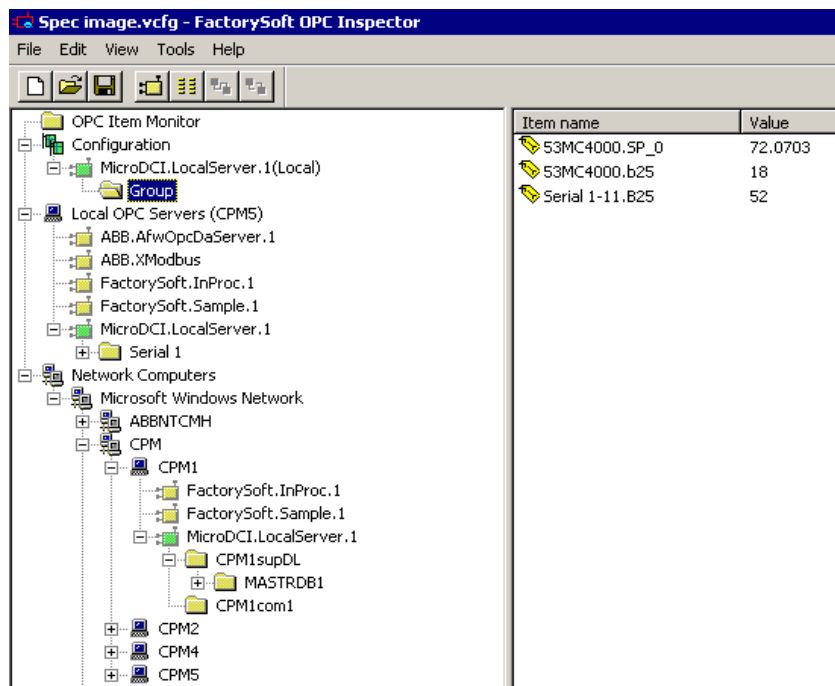 Spec image.vcfg - FactorySoft OPC Inspector
File Edit View Tools Help
OPC Item Monitor
Configuration
MicroDCI.LocalServer.1(Local)
Group
Local OPC Servers (CPM5)
ABB.AfwOpcDaServer.1
ABB.XModbus
FactorySoft.InProc.1
FactorySoft.Sample.1
MicroDCI.LocalServer.1
Serial 1
Network Computers
Microsoft Windows Network
ABBNTCMH
CPM
CPM1
FactorySoft.InProc.1
FactorySoft.Sample.1
MicroDCI.LocalServer.1
CPM1supDL
MASTRDB1
CPM1com1
CPM2
CPM4
CPM5
Item name Value
53MC4000.SP_0 72.0703
53MC4000.b25 18
Serial 1-11.B25 52